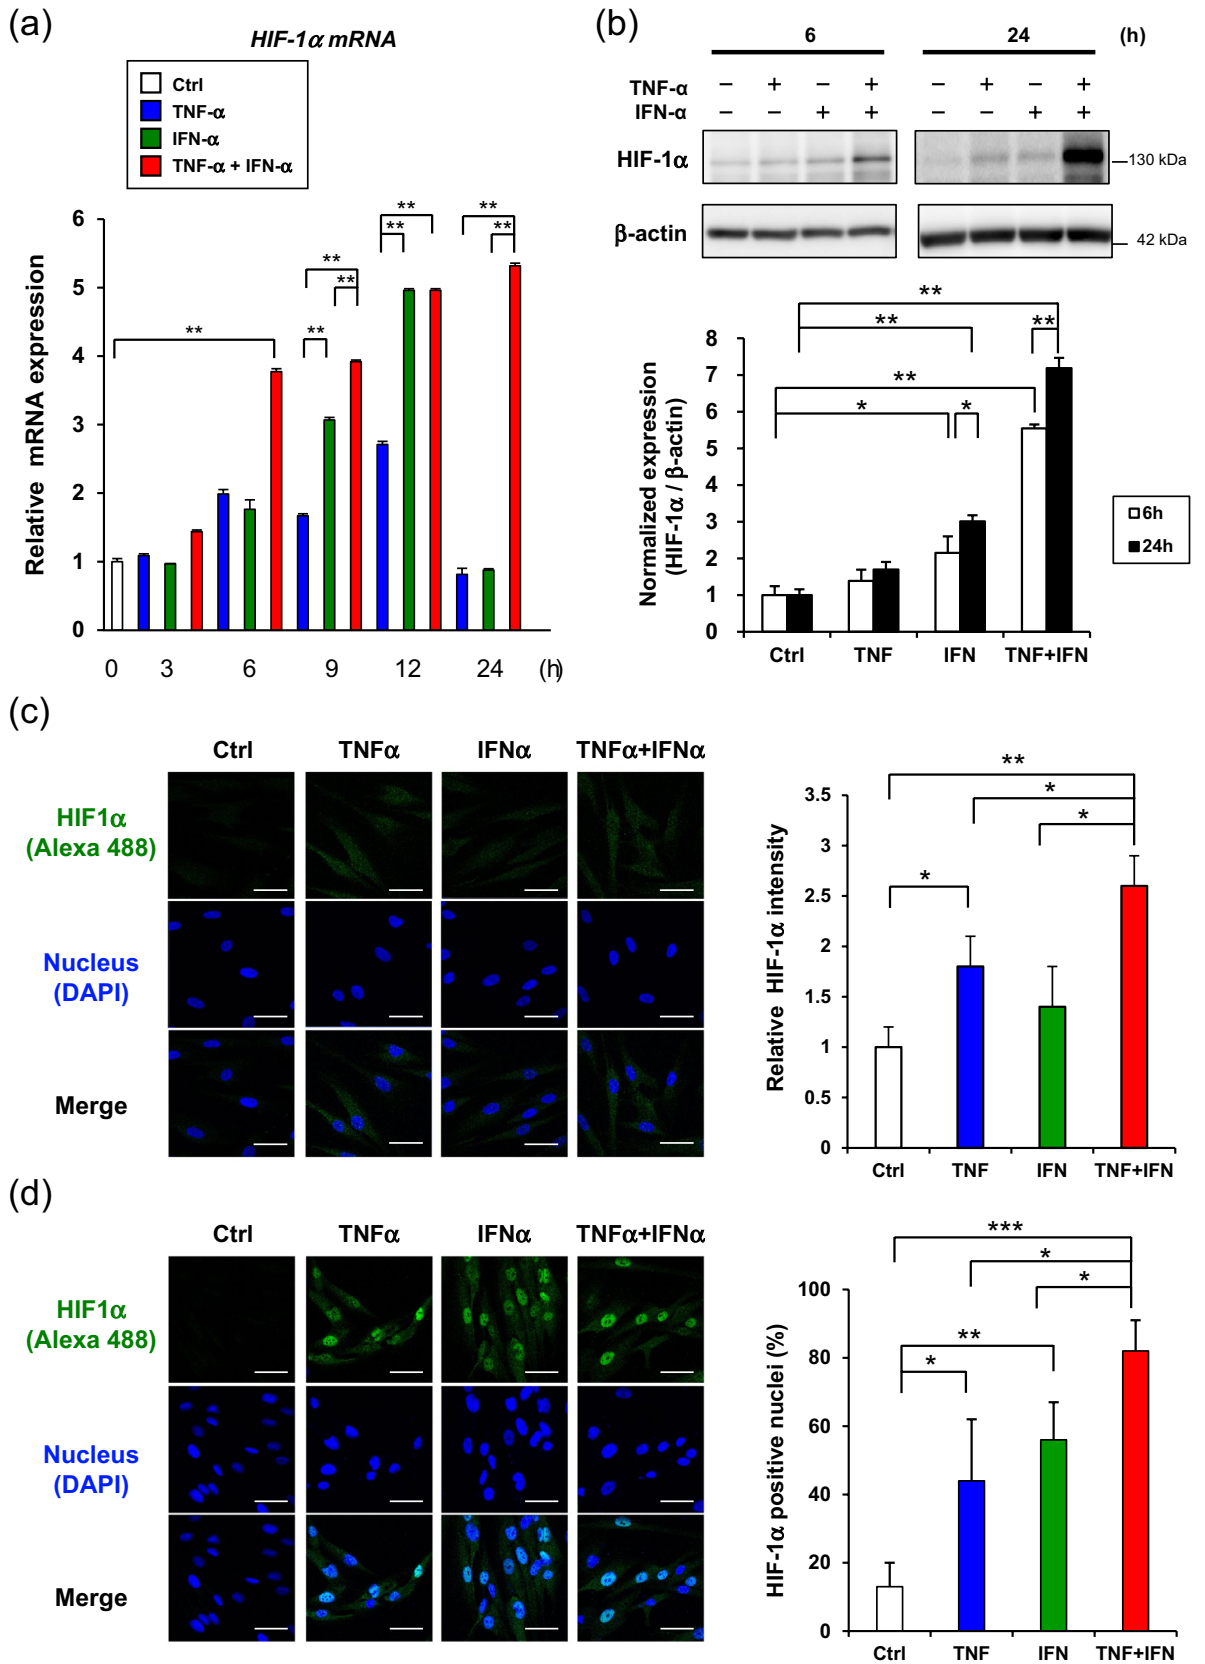 (a)
HIF-1α mRNA
Ctrl
TNF-α
IFN-α
TNF-α + IFN-α
Relative mRNA expression
6
5
4
3
2
1
0
** ** ** ** ** ** ** **
0 3 6 9 12 24 (h)
(b)
6 24 (h)
TNF-α − + − + − + − +
IFN-α − − + + − − + +
HIF-1α
130 kDa
β-actin
42 kDa
Normalized expression
(HIF-1α / β-actin)
8
7
6
5
4
3
2
1
0
**
**
**
**
* *
6h
24h
Ctrl TNF IFN TNF+IFN
(c)
Ctrl TNFα IFNα TNFα+IFNα
HIF1α
(Alexa 488)
Nucleus
(DAPI)
Merge
Relative HIF-1α intensity
3.5
3
2.5
2
1.5
1
0.5
0
**
*
*
*
Ctrl TNF IFN TNF+IFN
(d)
Ctrl TNFα IFNα TNFα+IFNα
HIF1α
(Alexa 488)
Nucleus
(DAPI)
Merge
HIF-1α positive nuclei (%)
100
80
60
40
20
0
***
*
*
**
*
Ctrl TNF IFN TNF+IFN